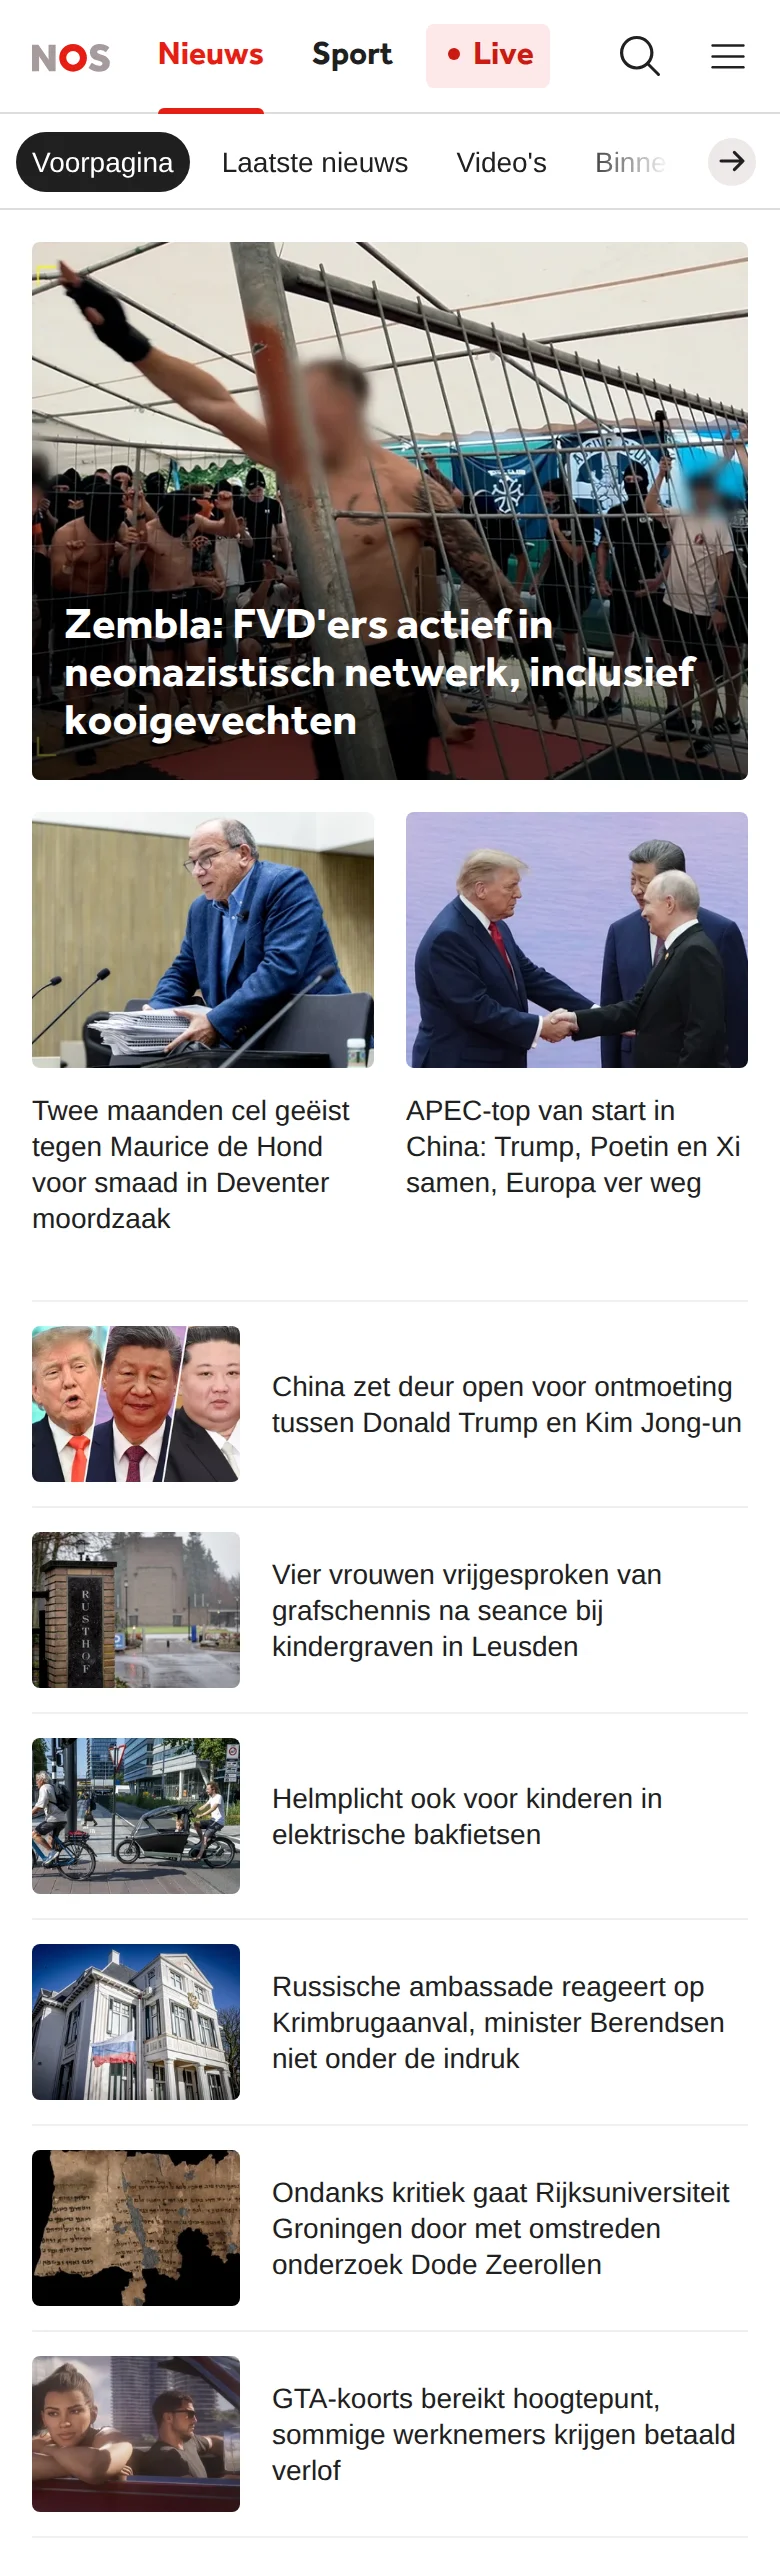 NOS Nieuws Sport Live
Voorpagina Laatste nieuws Video's Binne
Zembla: FVD'ers actief in
neonazistisch netwerk, inclusief
kooigevechten
Twee maanden cel geëist
tegen Maurice de Hond
voor smaad in Deventer
moordzaak
APEC-top van start in
China: Trump, Poetin en Xi
samen, Europa ver weg
China zet deur open voor ontmoeting
tussen Donald Trump en Kim Jong-un
RUSTHOF
Vier vrouwen vrijgesproken van
grafschennis na seance bij
kindergraven in Leusden
Helmplicht ook voor kinderen in
elektrische bakfietsen
Russische ambassade reageert op
Krimbrugaanval, minister Berendsen
niet onder de indruk
Ondanks kritiek gaat Rijksuniversiteit
Groningen door met omstreden
onderzoek Dode Zeerollen
GTA-koorts bereikt hoogtepunt,
sommige werknemers krijgen betaald
verlof